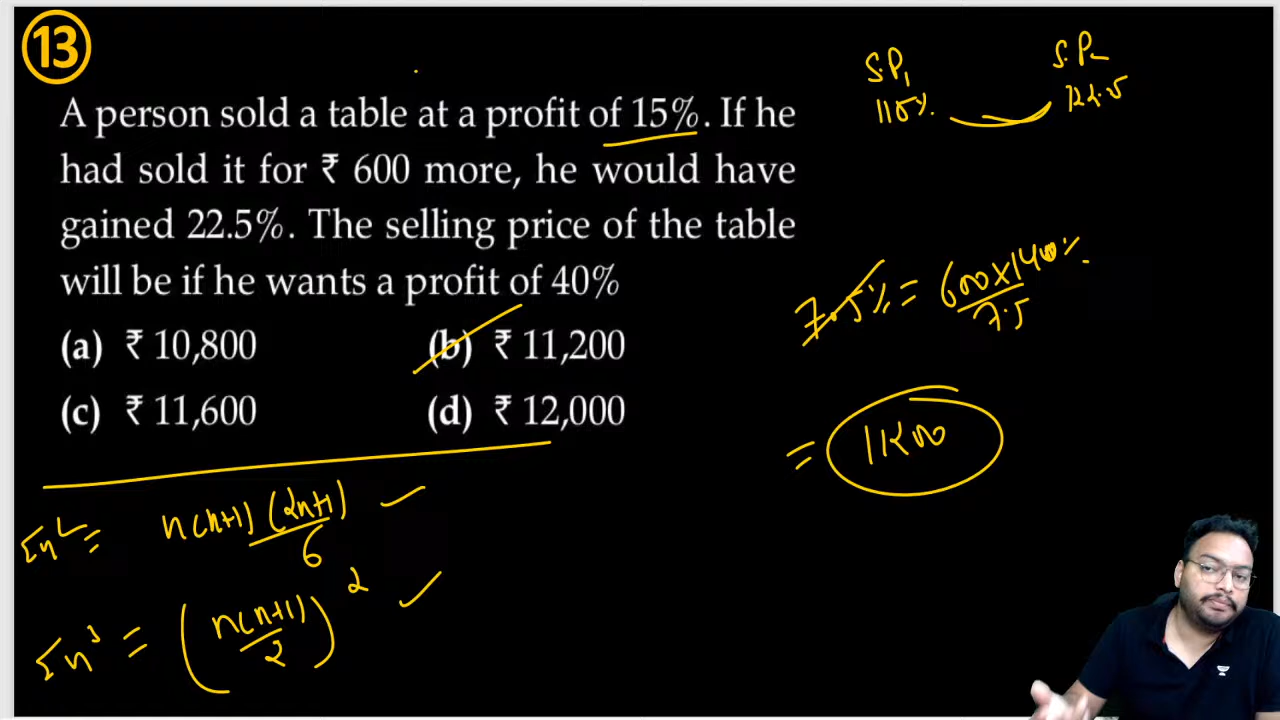 13
A person sold a table at a profit of 15%. If he
had sold it for ₹ 600 more, he would have
gained 22.5%. The selling price of the table
will be if he wants a profit of 40%
(a) ₹ 10,800 (b) ₹ 11,200
(c) ₹ 11,600 (d) ₹ 12,000
S.P₁ S.P₂
115%. 122.5
7.5% = 600×140%
7.5
= 11200
Σn² = n(n+1) (2n+1)
6
Σn³ = (n(n+1)
2)²